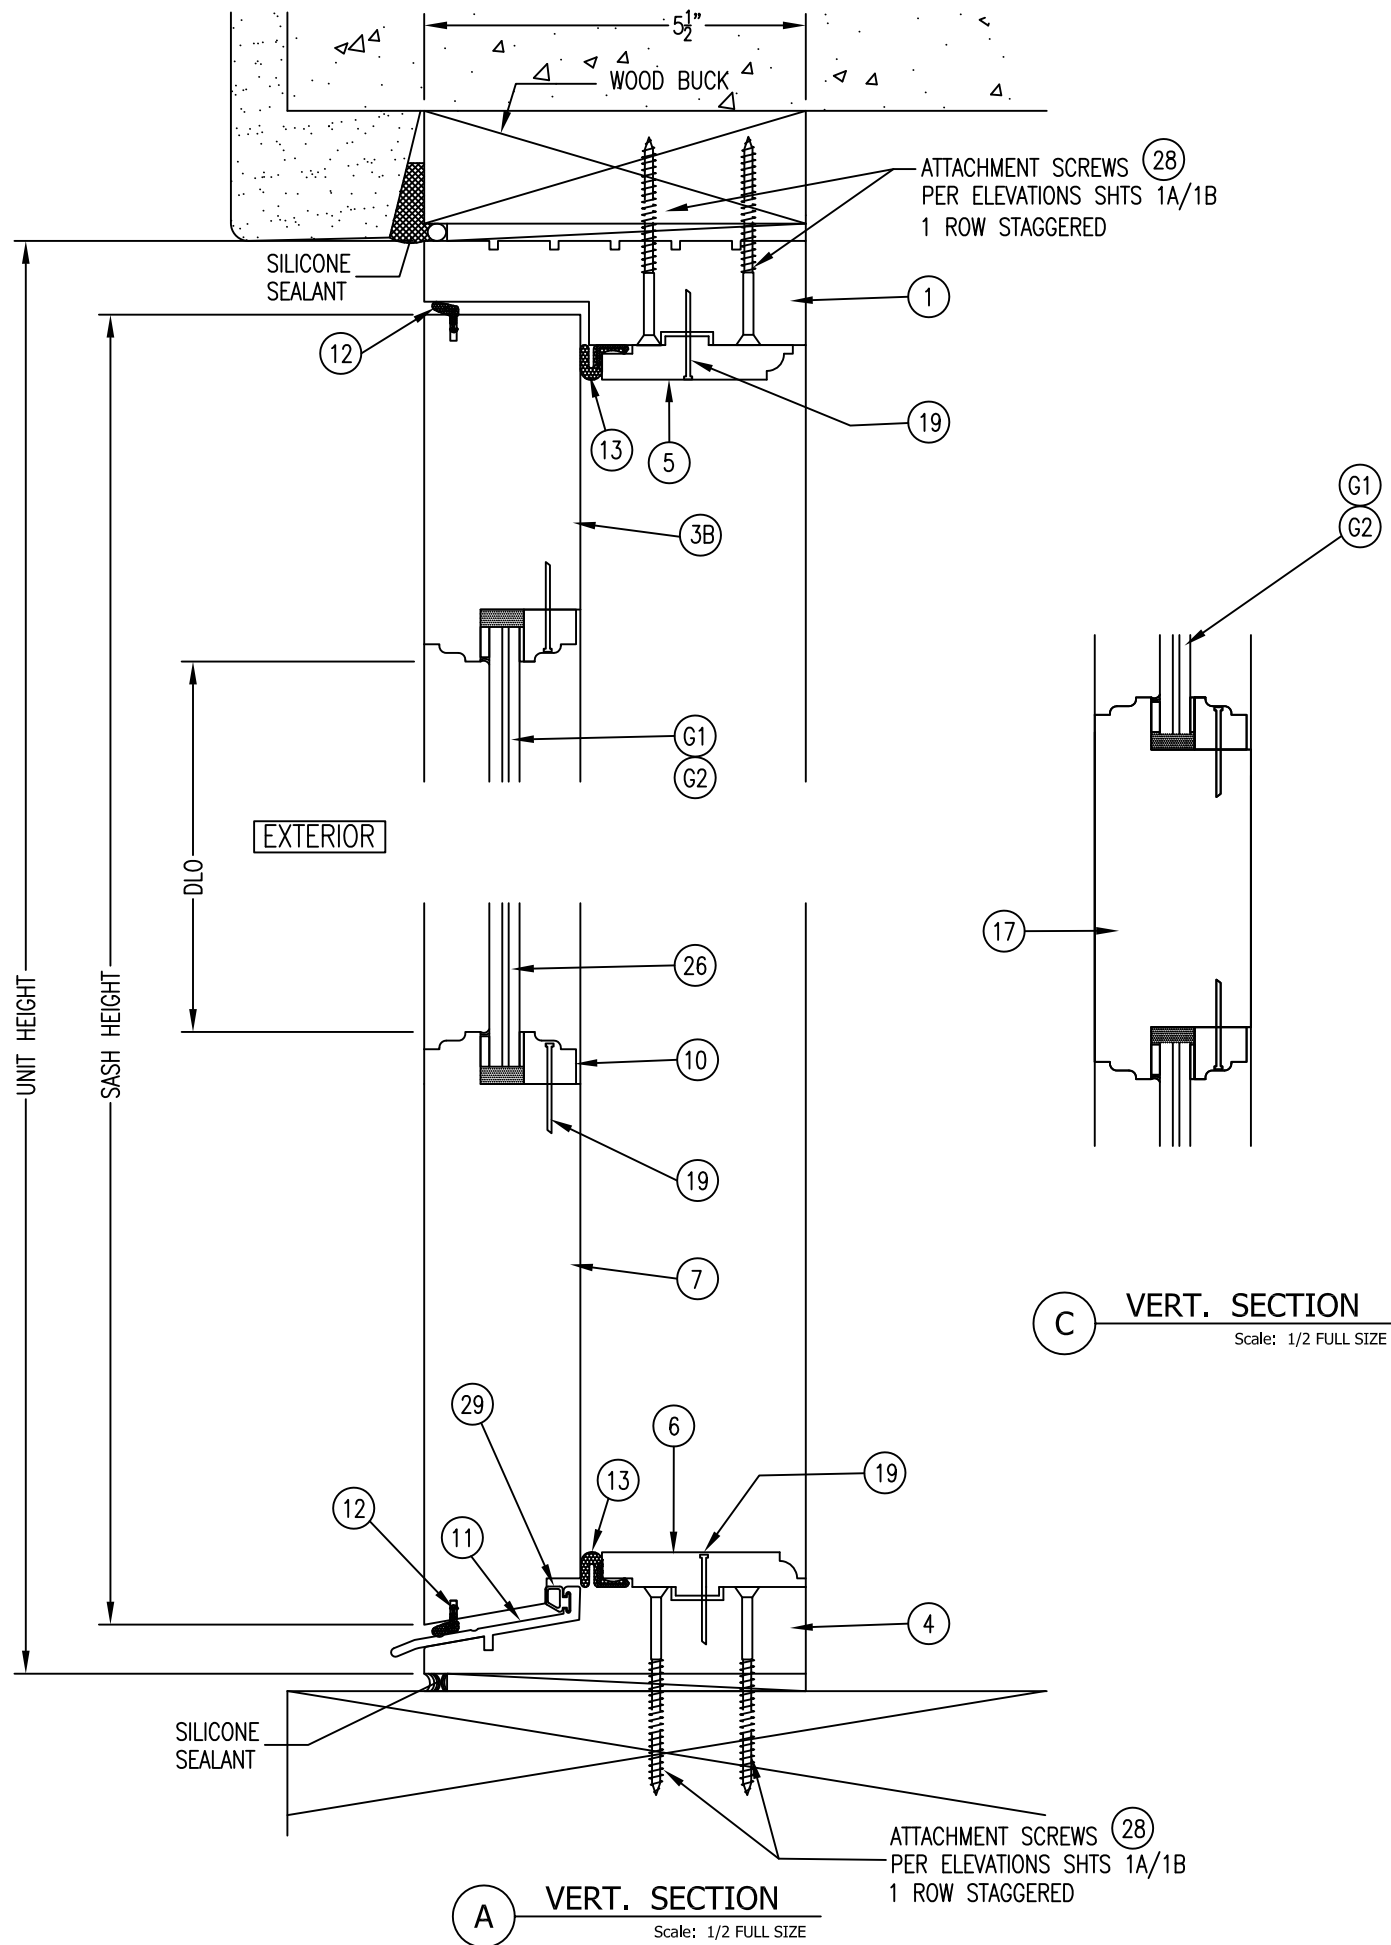 5½"
WOOD BUCK
ATTACHMENT SCREWS 28
PER ELEVATIONS SHTS 1A/1B
1 ROW STAGGERED
SILICONE
SEALANT
1
12
19
13
5
G1
G2
3B
G1
G2
EXTERIOR
DLO
17
26
UNIT HEIGHT
SASH HEIGHT
10
19
7
C
VERT. SECTION
Scale: 1/2 FULL SIZE
29
6
13
19
12
11
4
SILICONE
SEALANT
ATTACHMENT SCREWS 28
PER ELEVATIONS SHTS 1A/1B
1 ROW STAGGERED
A
VERT. SECTION
Scale: 1/2 FULL SIZE